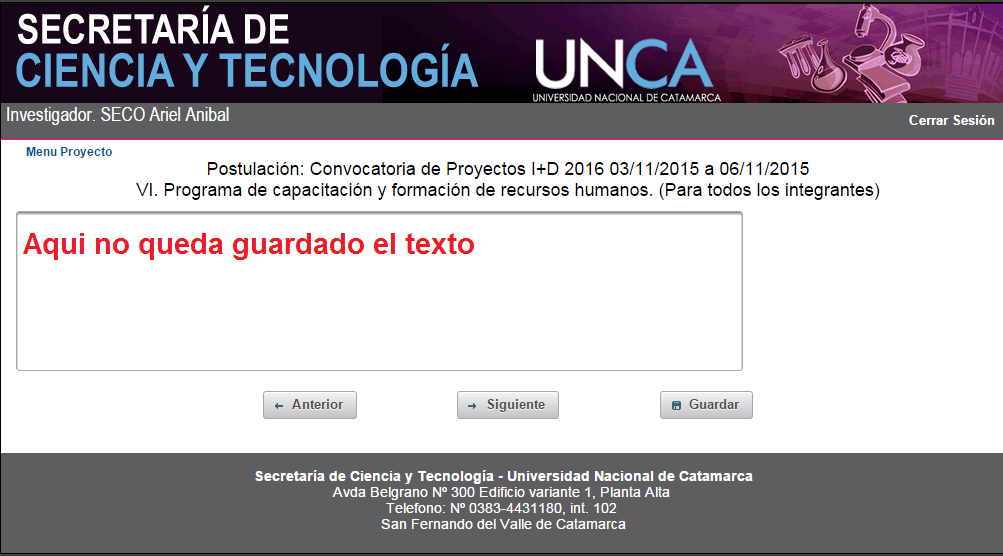 SECRETARÍA DE
CIENCIA Y TECNOLOGÍA
UNCA
UNIVERSIDAD NACIONAL DE CATAMARCA
Investigador. SECO Ariel Anibal
Cerrar Sesión
Menu Proyecto
Postulación: Convocatoria de Proyectos I+D 2016 03/11/2015 a 06/11/2015
VI. Programa de capacitación y formación de recursos humanos. (Para todos los integrantes)
Aqui no queda guardado el texto
Anterior
Siguiente
Guardar
Secretaría de Ciencia y Tecnología - Universidad Nacional de Catamarca
Avda Belgrano Nº 300 Edificio variante 1, Planta Alta
Telefono: Nº 0383-4431180, int. 102
San Fernando del Valle de Catamarca